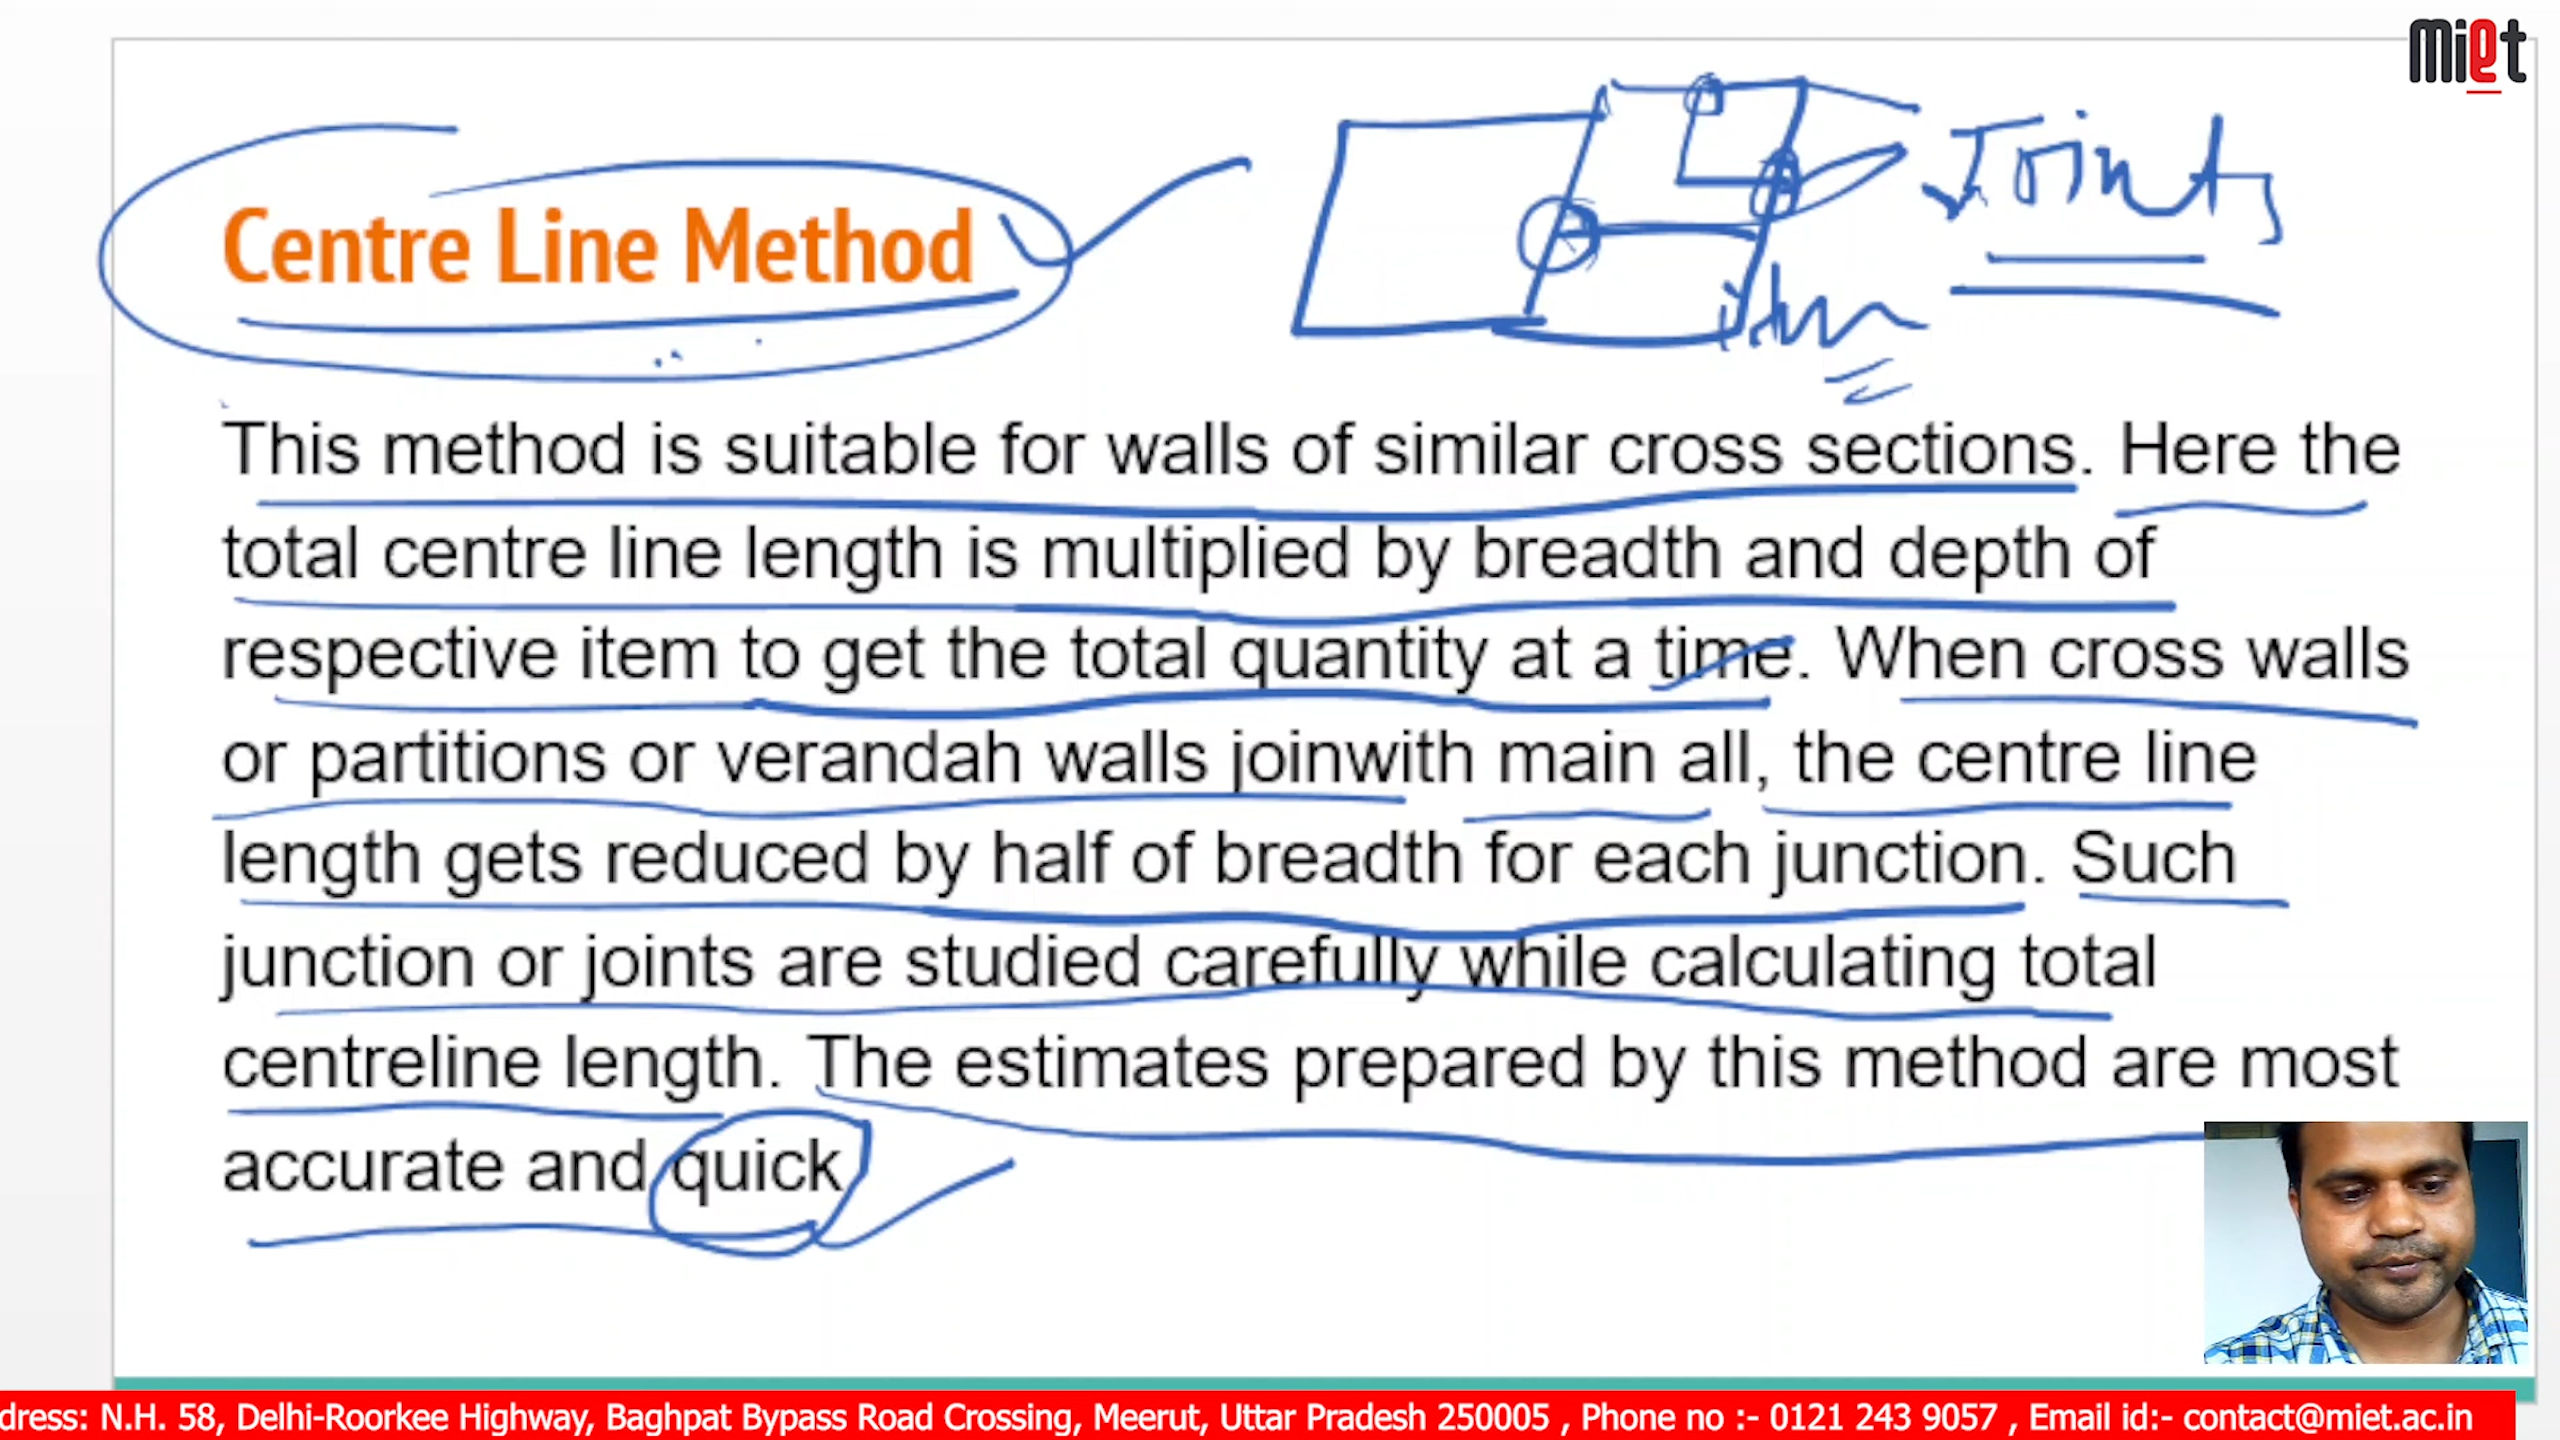 miet
Joints
Centre Line Method
This method is suitable for walls of similar cross sections. Here the
total centre line length is multiplied by breadth and depth of
respective item to get the total quantity at a time. When cross walls
or partitions or verandah walls joinwith main all, the centre line
length gets reduced by half of breadth for each junction. Such
junction or joints are studied carefully while calculating total
centreline length. The estimates prepared by this method are most
accurate and quick
dress: N.H. 58, Delhi-Roorkee Highway, Baghpat Bypass Road Crossing, Meerut, Uttar Pradesh 250005 , Phone no :- 0121 243 9057 , Email id:- contact@miet.ac.in